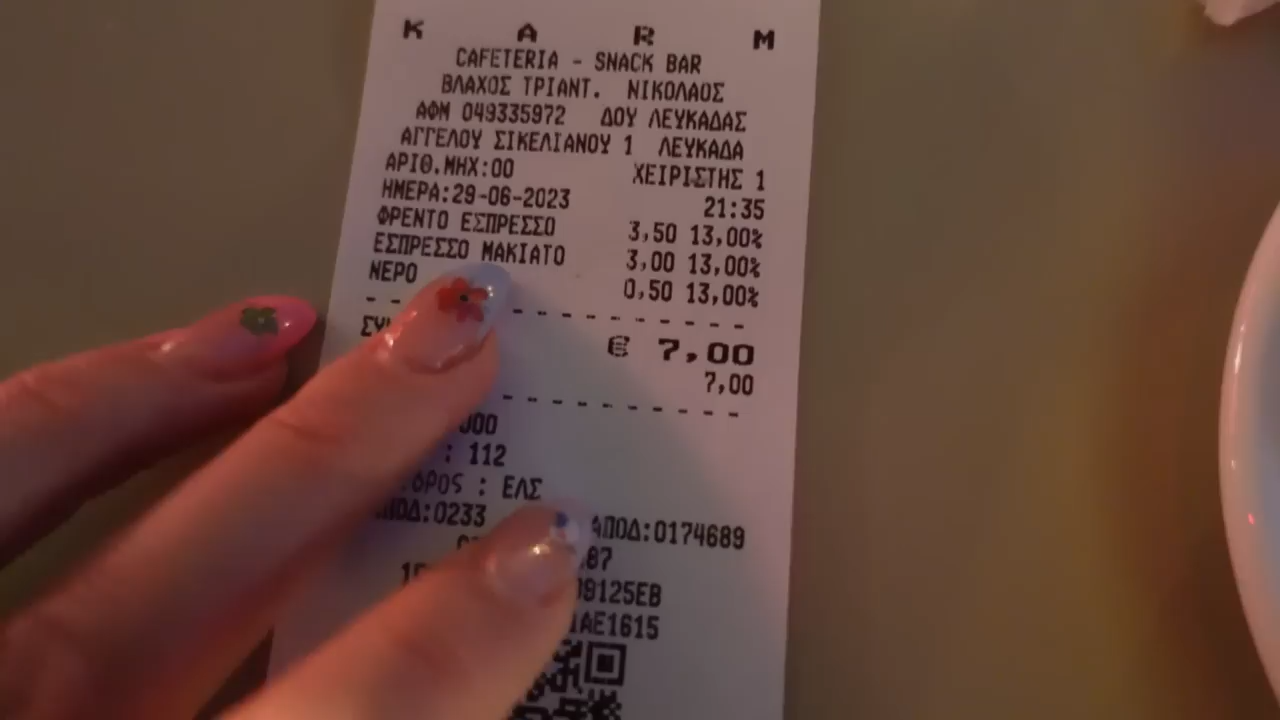 K A R M
CAFETERIA - SNACK BAR
ΒΛΑΧΟΣ ΤΡΙΑΝΤ. ΝΙΚΟΛΑΟΣ
ΑΦΜ 049335972 ΔΟΥ ΛΕΥΚΑΔΑΣ
ΑΓΓΕΛΟΥ ΣΙΚΕΛΙΑΝΟΥ 1 ΛΕΥΚΑΔΑ
ΑΡΙΘ.ΜΗΧ:00 ΧΕΙΡΙΣΤΗΣ 1
ΗΜΕΡΑ:29-06-2023 21:35
ΦΡΕΝΤΟ ΕΣΠΡΕΣΣΟ 3,50 13,00%
ΕΣΠΡΕΣΣΟ ΜΑΚΙΑΤΟ 3,00 13,00%
ΝΕΡΟ 0,50 13,00%
€ 7,00
7,00
: 112
: ΕΛΣ
:0233 ΑΠΟΔ:0174689